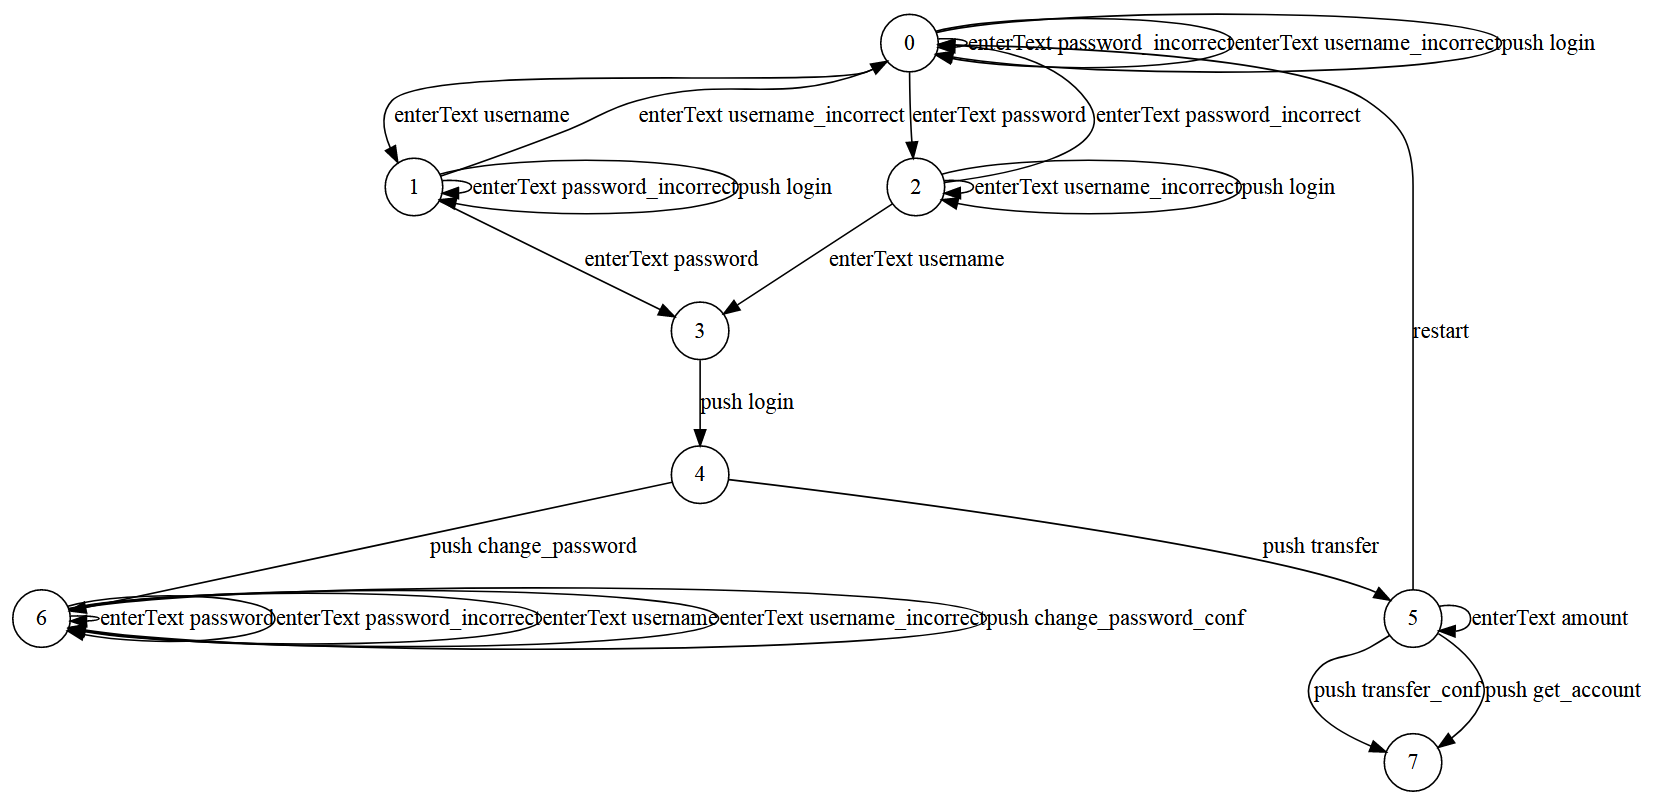 0
enterText password_incorrect
enterText username_incorrect
push login
enterText username
enterText username_incorrect
enterText password
enterText password_incorrect
1
enterText password_incorrect
push login
2
enterText username_incorrect
push login
enterText password
enterText username
3
restart
push login
4
push change_password
push transfer
6
enterText password
enterText password_incorrect
enterText username
enterText username_incorrect
push change_password_conf
5
enterText amount
push transfer_conf
push get_account
7